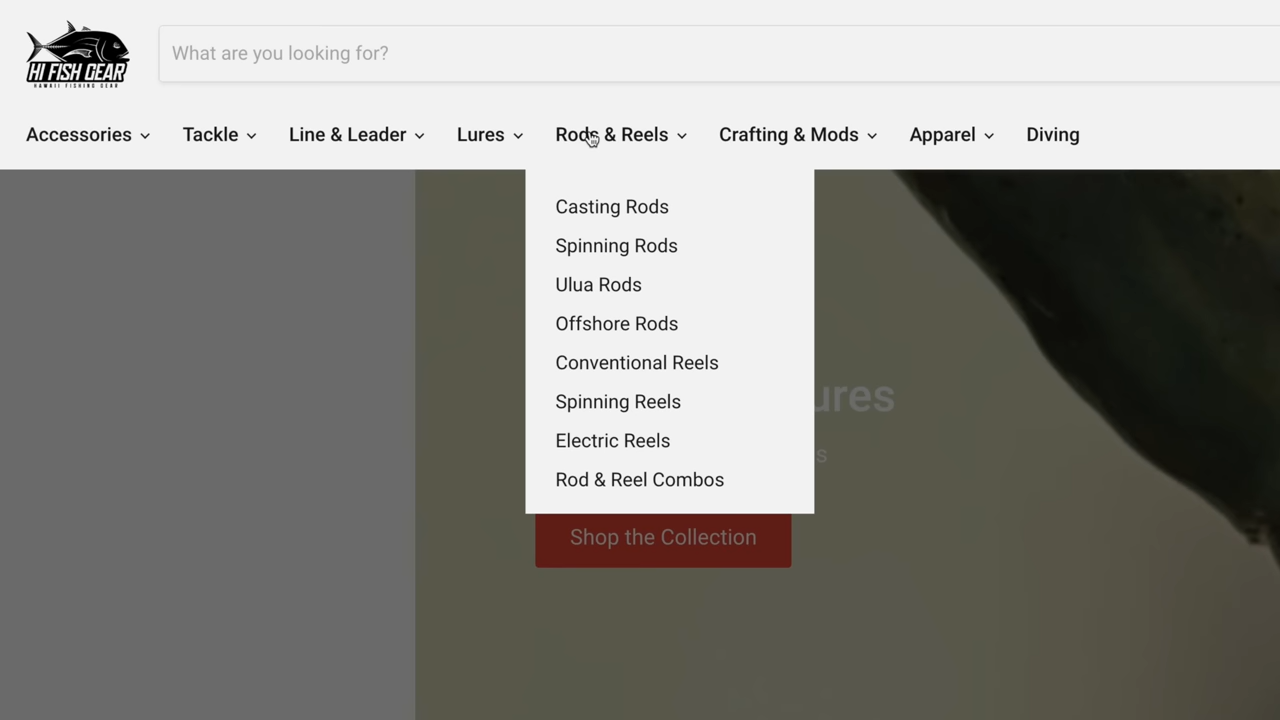 HI FISH GEAR
HAWAII FISHING GEAR
What are you looking for?
Accessories Tackle Line & Leader Lures Rods & Reels Crafting & Mods Apparel Diving
Casting Rods
Spinning Rods
Ulua Rods
Offshore Rods
Conventional Reels
Spinning Reels
Electric Reels
Rod & Reel Combos
ures
s
Shop the Collection